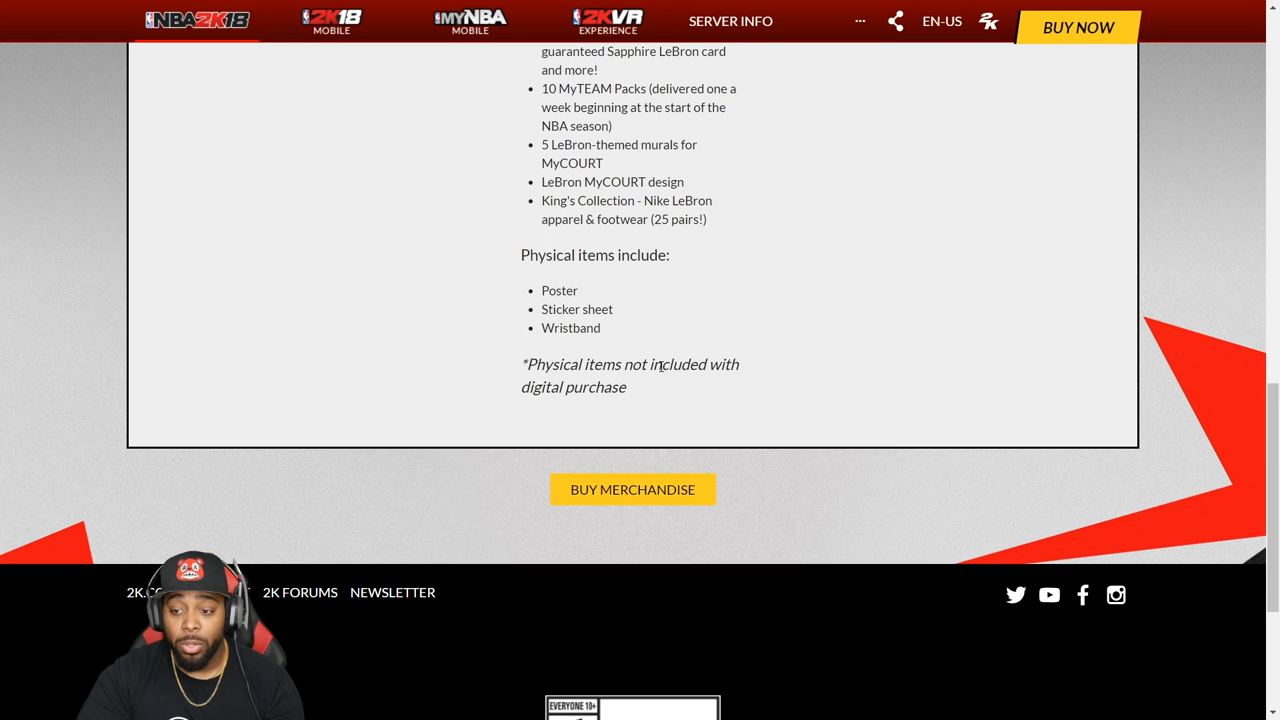 NBA2K18
2K18
MOBILE
MyNBA
MOBILE
2KVR
EXPERIENCE
SERVER INFO
...
EN-US
BUY NOW
guaranteed Sapphire LeBron card
and more!
10 MyTEAM Packs (delivered one a
week beginning at the start of the
NBA season)
5 LeBron-themed murals for
MyCOURT
LeBron MyCOURT design
King's Collection - Nike LeBron
apparel & footwear (25 pairs!)
Physical items include:
Poster
Sticker sheet
Wristband
*Physical items not included with
digital purchase
BUY MERCHANDISE
2K FORUMS
NEWSLETTER
EVERYONE 10+